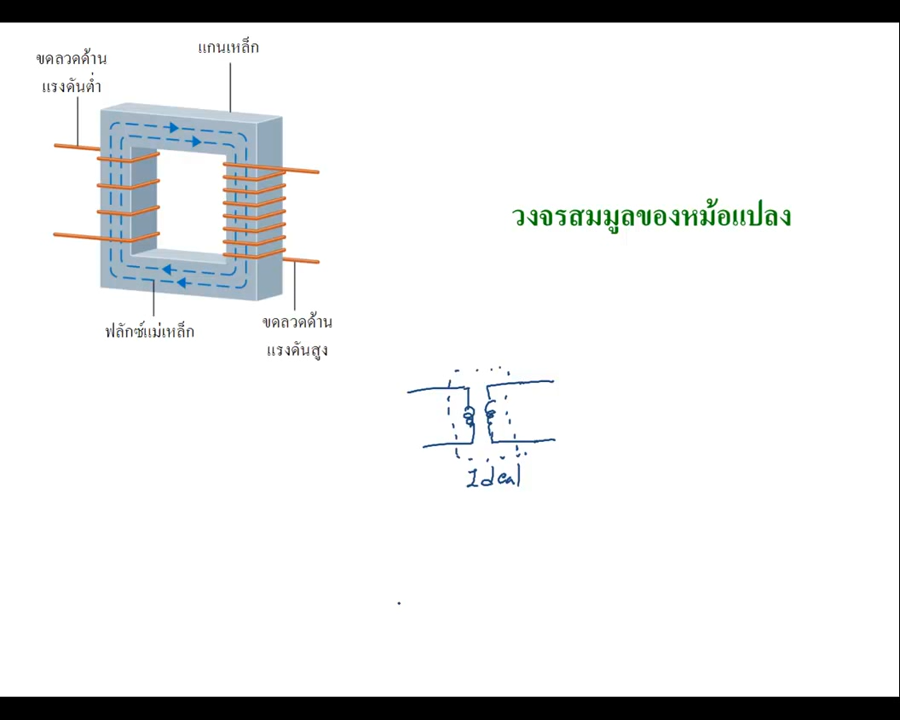 แกนเหล็ก
ขดลวดด้าน
แรงดันต่ำ
วงจรสมมูลของหม้อแปลง
ฟลักซ์แม่เหล็ก
ขดลวดด้าน
แรงดันสูง
Ideal